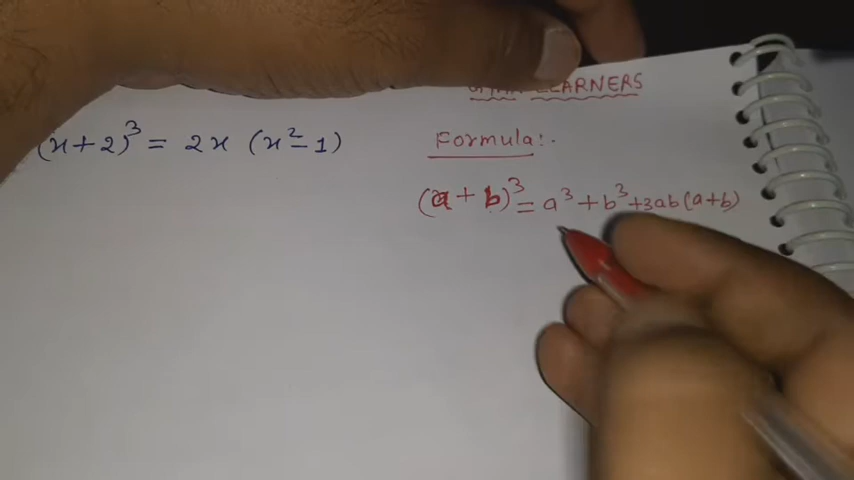 LEARNERS
(x+2)³ = 2x (x²-1)
Formula:-
(a+b)³ = a³+b³+3ab(a+b)